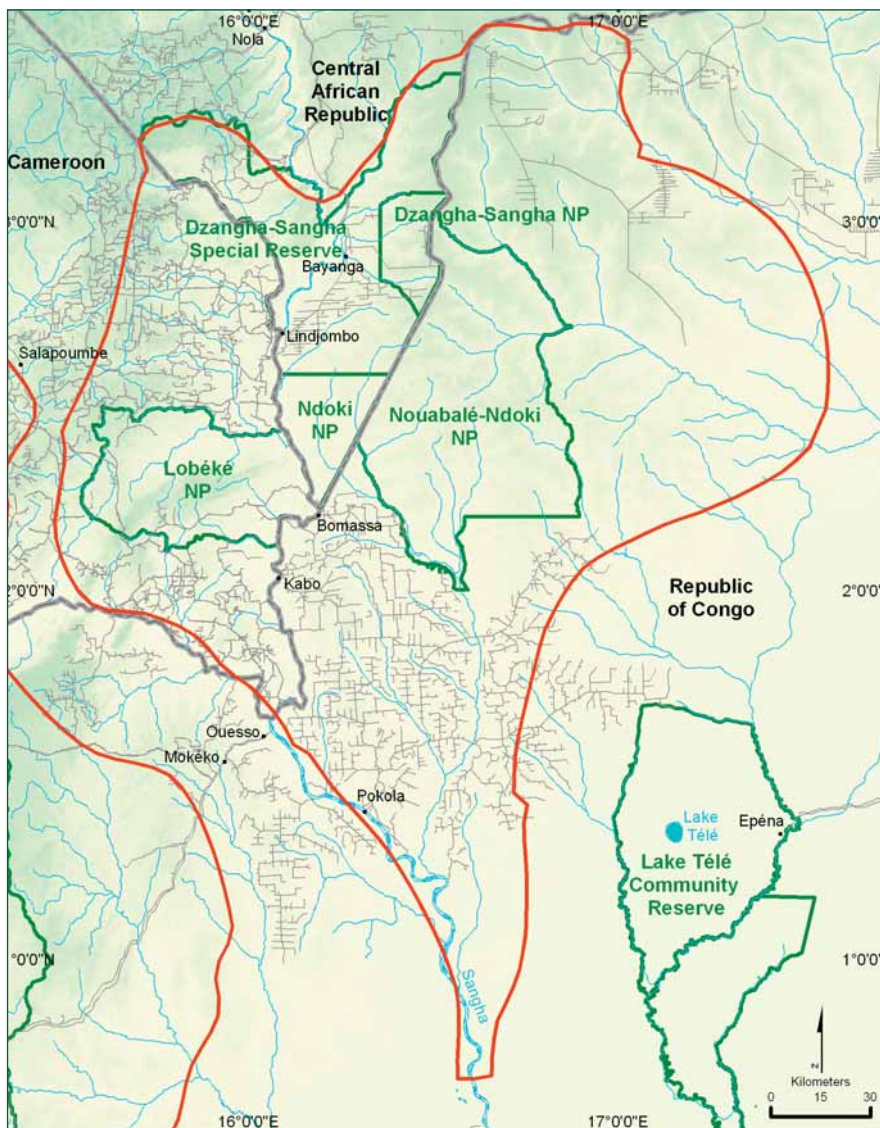 16°0'0"E
17°0'0"E
Nola
Central
African
Republic
Cameroon
3°0'0"N
3°0'0"N
Dzangha-Sangha NP
Dzangha-Sangha
Special Reserve
Bayanga
Lindjombo
Salapoumbe
Ndoki
NP
Nouabalé-Ndoki
NP
Lobéké
NP
Bomassa
Kabo
2°0'0"N
2°0'0"N
Republic
of Congo
Ouesso
Mokéko
Pokola
Lake
Télé
Epéna
Lake Télé
Community
Reserve
Sangha
°0'0"N
1°0'0"N
N
Kilometers
0 15 30
16°0'0"E
17°0'0"E